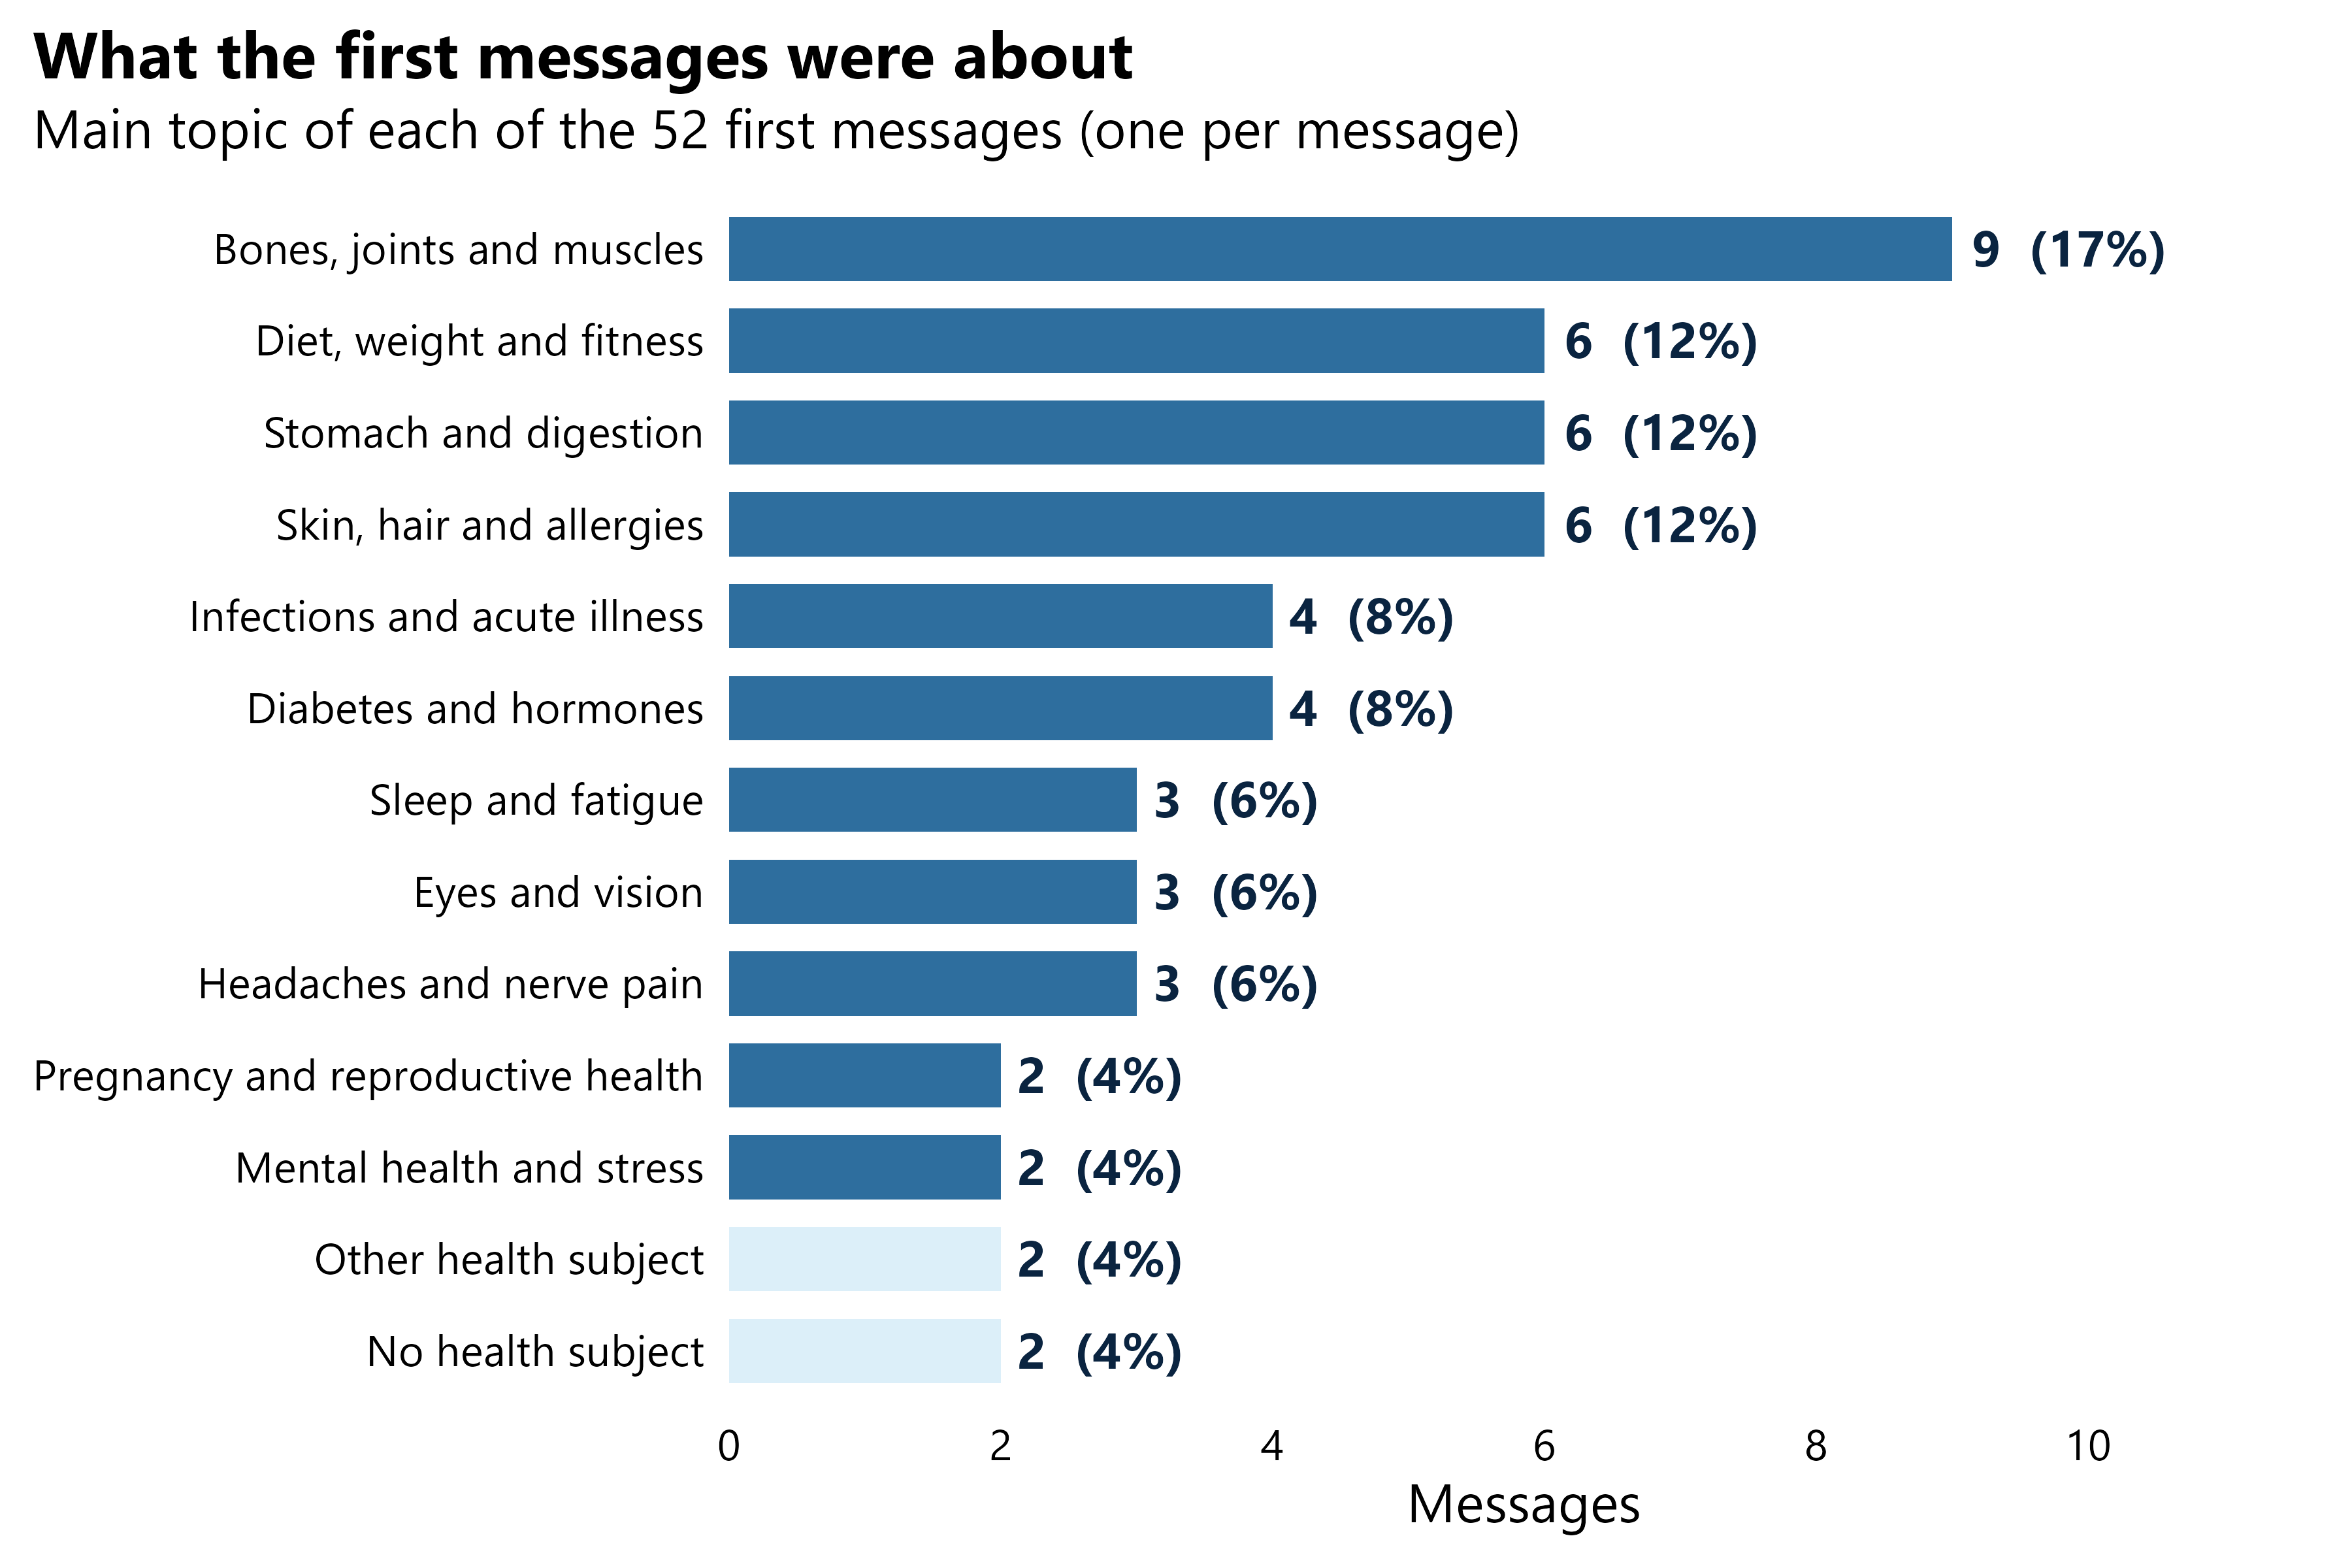 What the first messages were about
Main topic of each of the 52 first messages (one per message)
Bones, joints and muscles 9 (17%)
Diet, weight and fitness 6 (12%)
Stomach and digestion 6 (12%)
Skin, hair and allergies 6 (12%)
Infections and acute illness 4 (8%)
Diabetes and hormones 4 (8%)
Sleep and fatigue 3 (6%)
Eyes and vision 3 (6%)
Headaches and nerve pain 3 (6%)
Pregnancy and reproductive health 2 (4%)
Mental health and stress 2 (4%)
Other health subject 2 (4%)
No health subject 2 (4%)
0 2 4 6 8 10
Messages